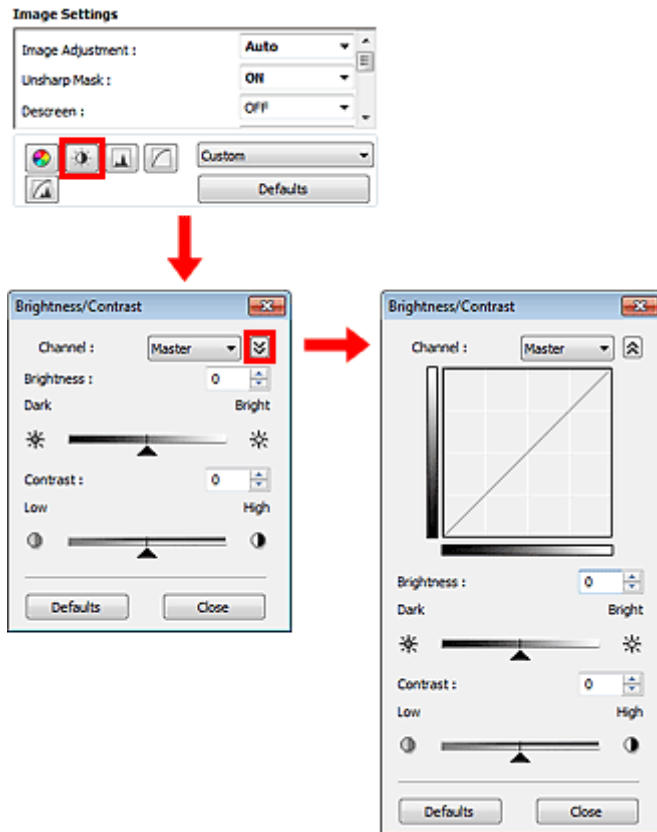 Image Settings
Image Adjustment : Auto
Unsharp Mask : ON
Descreen : OFF
Custom
Defaults
Brightness/Contrast
Channel : Master
Brightness : 0
Dark Bright
Contrast : 0
Low High
Defaults Close
Brightness/Contrast
Channel : Master
Brightness : 0
Dark Bright
Contrast : 0
Low High
Defaults Close